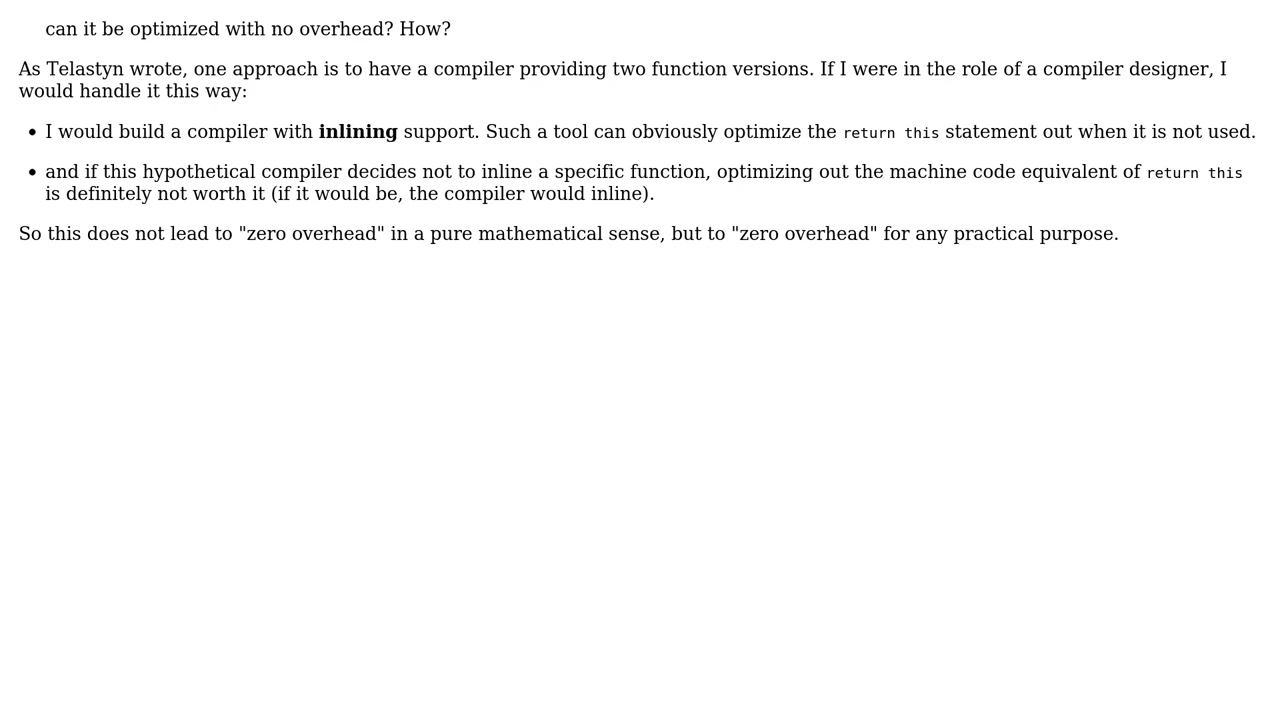 can it be optimized with no overhead? How?
As Telastyn wrote, one approach is to have a compiler providing two function versions. If I were in the role of a compiler designer, I
would handle it this way:
• I would build a compiler with inlining support. Such a tool can obviously optimize the return this statement out when it is not used.
• and if this hypothetical compiler decides not to inline a specific function, optimizing out the machine code equivalent of return this
is definitely not worth it (if it would be, the compiler would inline).
So this does not lead to "zero overhead" in a pure mathematical sense, but to "zero overhead" for any practical purpose.